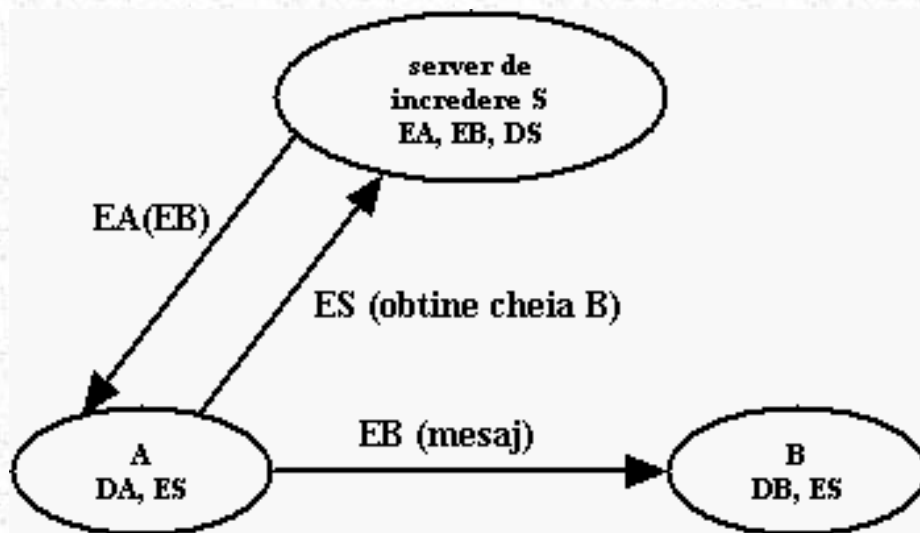 server de
incredere S
EA, EB, DS
EA(EB)
ES (obtine cheia B)
EB (mesaj)
A
DA, ES
B
DB, ES